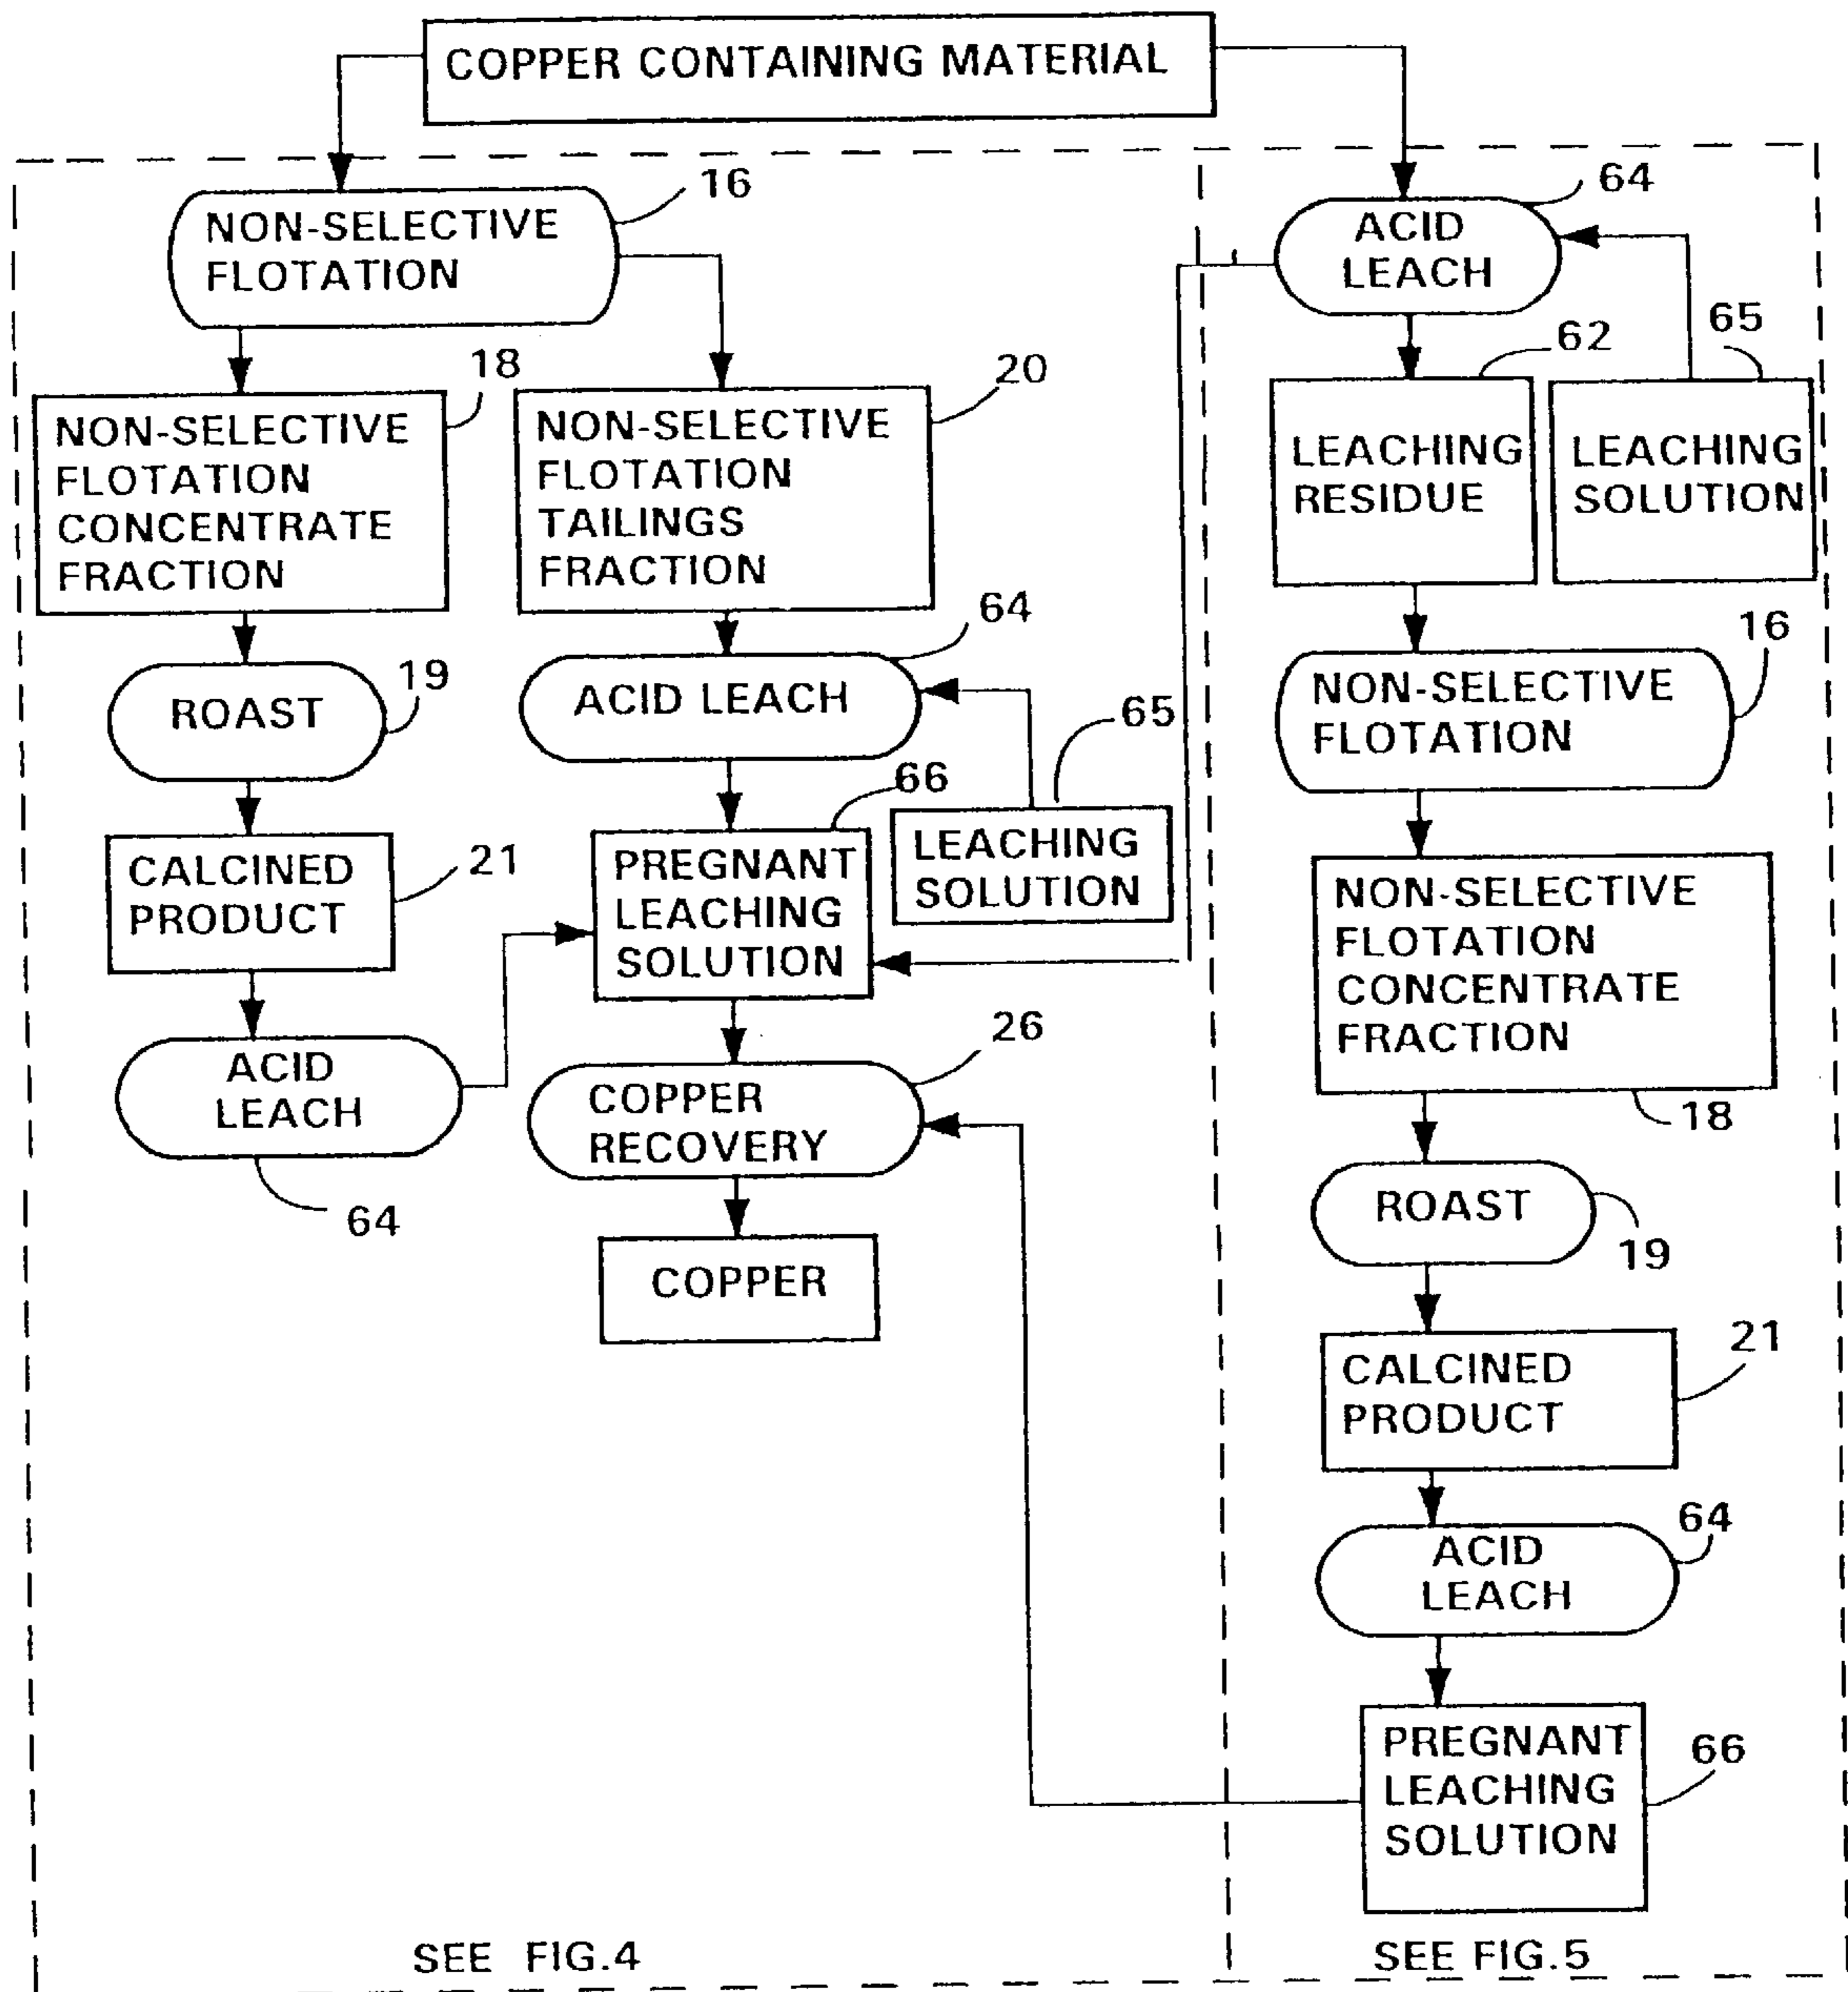 COPPER CONTAINING MATERIAL
16
NON-SELECTIVE
FLOTATION
18
NON-SELECTIVE
FLOTATION
CONCENTRATE
FRACTION
20
NON-SELECTIVE
FLOTATION
TAILINGS
FRACTION
ROAST
19
64
ACID LEACH
65
LEACHING
SOLUTION
CALCINED
PRODUCT
21
66
PREGNANT
LEACHING
SOLUTION
ACID
LEACH
64
26
COPPER
RECOVERY
COPPER
SEE FIG.4
64
ACID
LEACH
62
LEACHING
RESIDUE
65
LEACHING
SOLUTION
16
NON-SELECTIVE
FLOTATION
NON-SELECTIVE
FLOTATION
CONCENTRATE
FRACTION
18
ROAST
19
21
CALCINED
PRODUCT
64
ACID
LEACH
PREGNANT
LEACHING
SOLUTION
66
SEE FIG.5